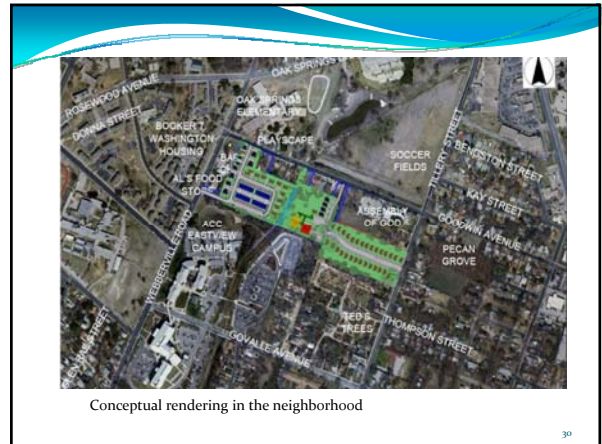 OAK SPRINGS
ROSEWOOD AVENUE
DONNA STREET
OAK SPRINGS
ELEMENTARY
BOOKER T
WASHINGTON
HOUSING
PLAYSCAPE
TILLERY STREET
BENGSTON STREET
SOCCER
FIELDS
AL'S FOOD
STORE
KAY STREET
ASSEMBLY
OF GOD
GOODWIN AVENUE
ACC
EASTVIEW
CAMPUS
WEBBERVILLE ROAD
PECAN
GROVE
TED'S
TREES
THOMPSON STREET
GOVALLE AVENUE
STREET
Conceptual rendering in the neighborhood
30